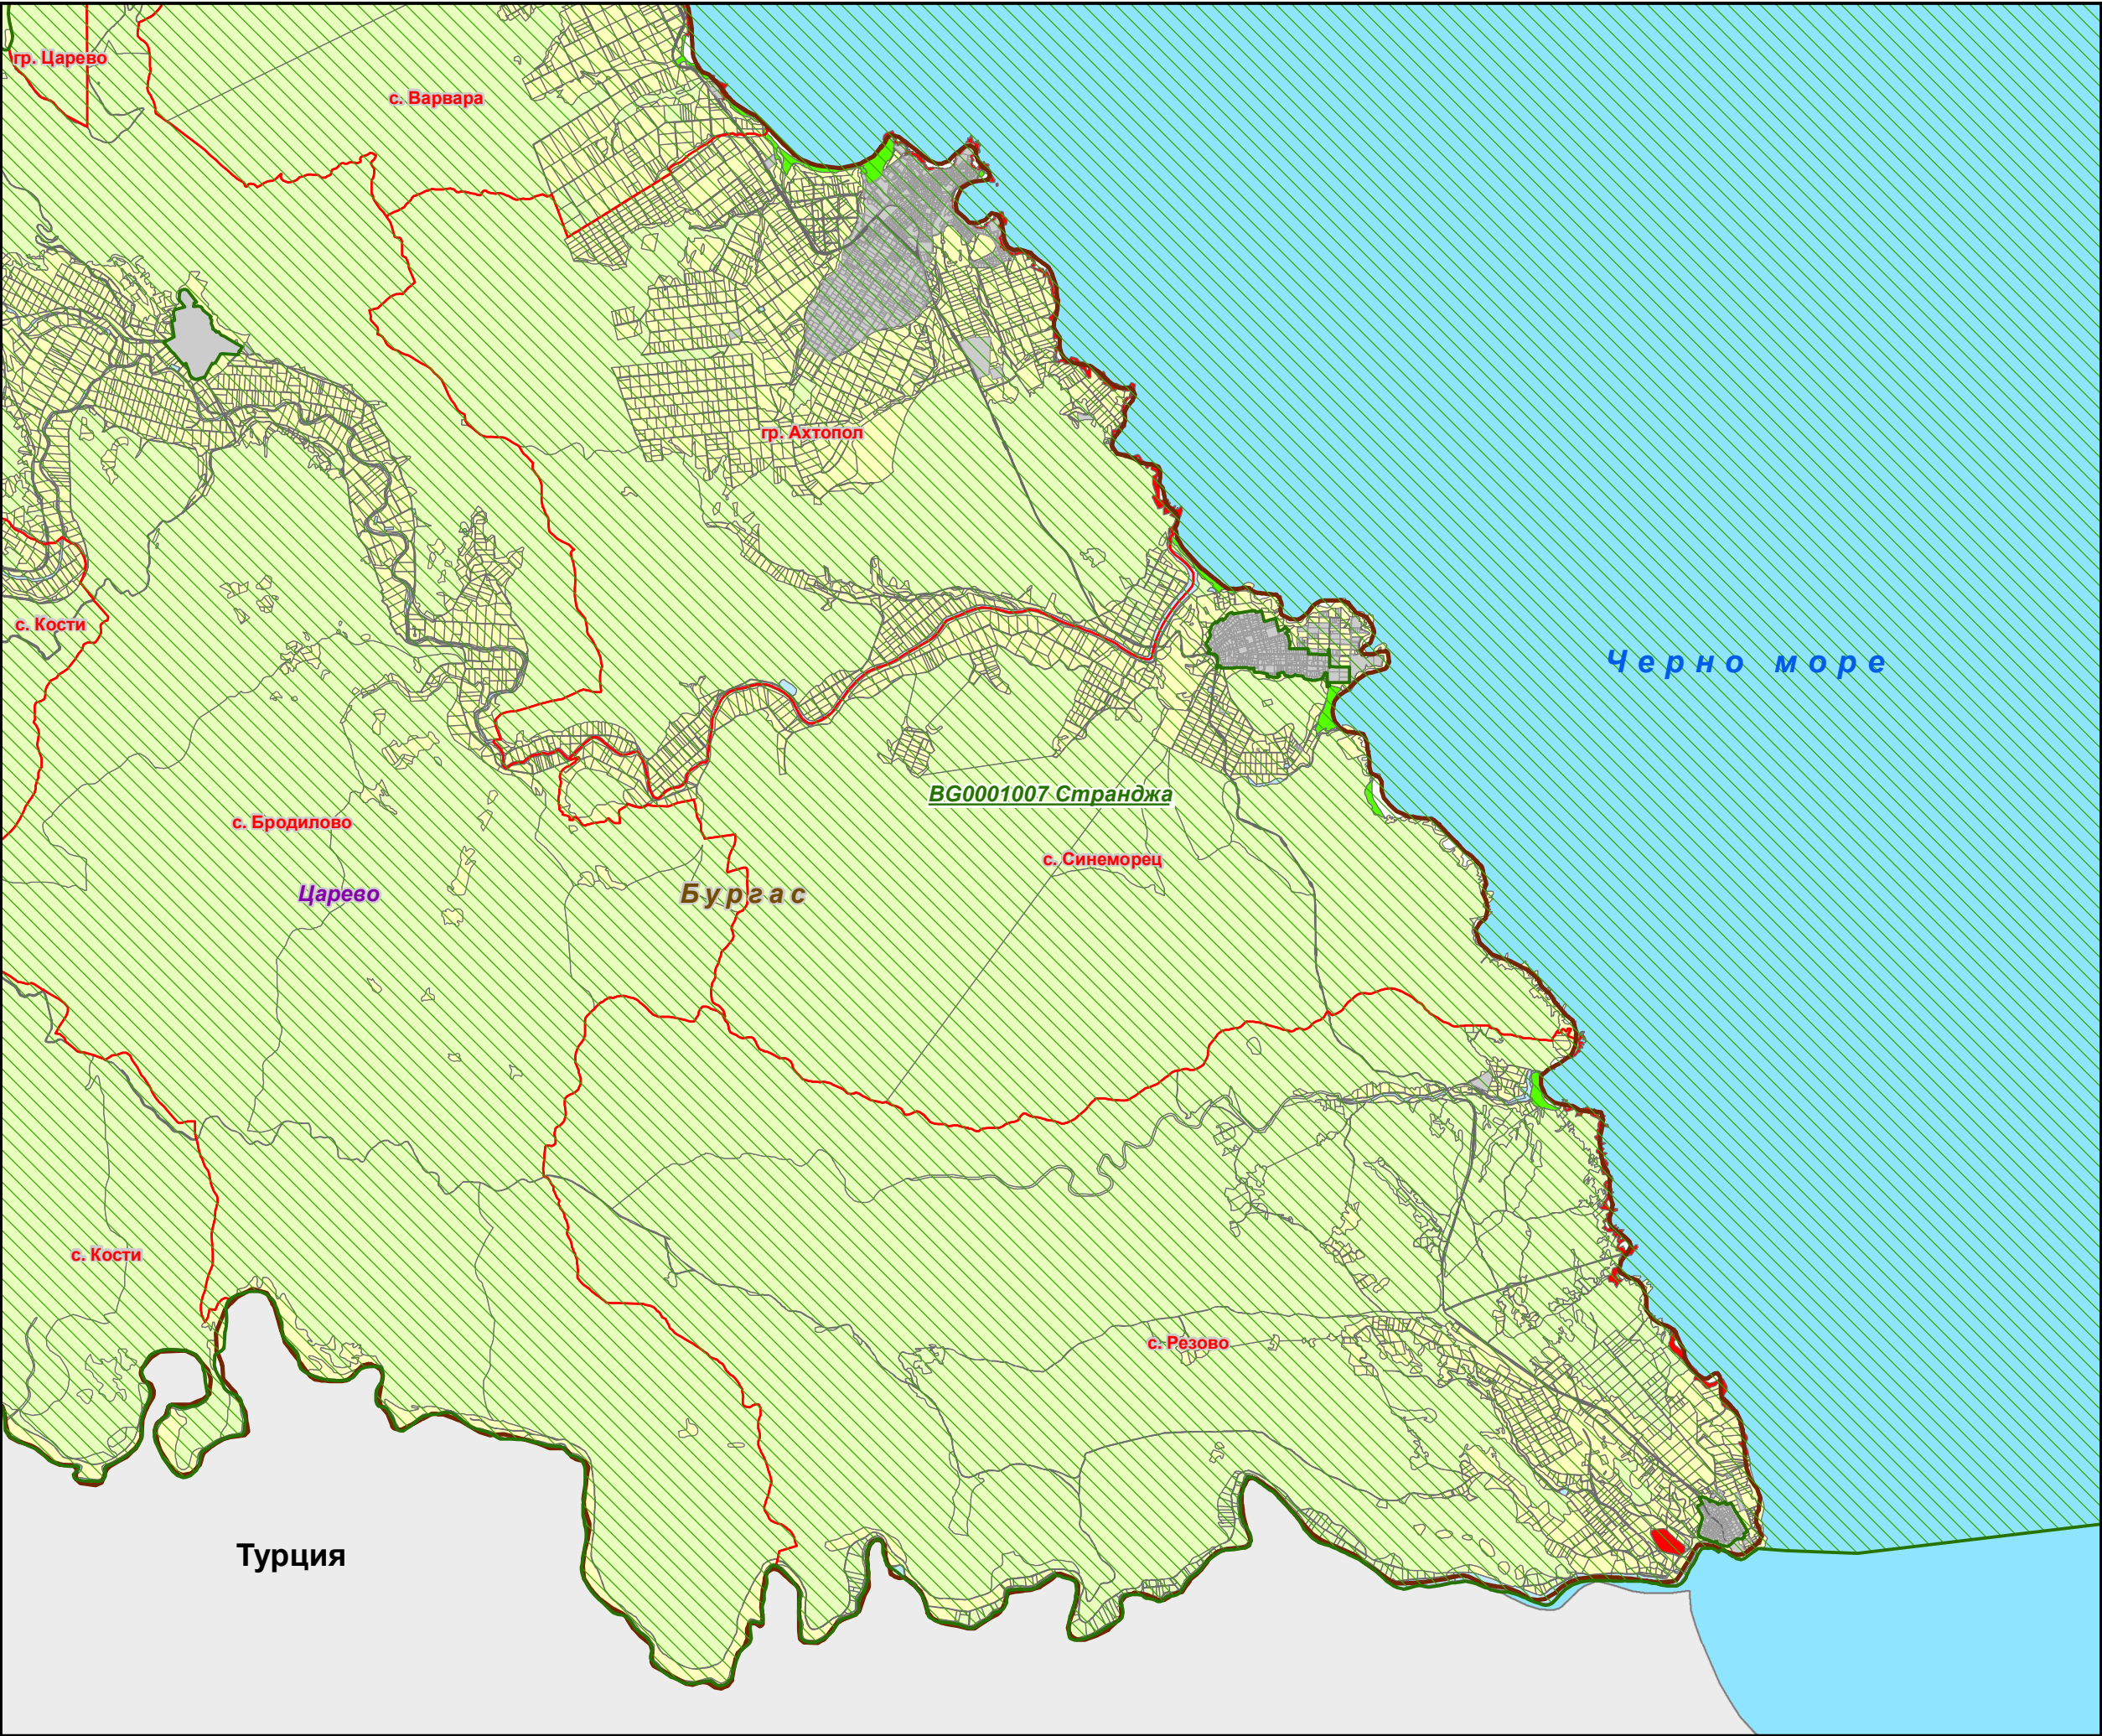 гр. Царево
с. Варвара
гр. Ахтопол
с. Кости
Черно море
BG0001007 Странджа
с. Бродилово
с. Синеморец
Царево
Бургас
с. Кости
с. Резово
Турция